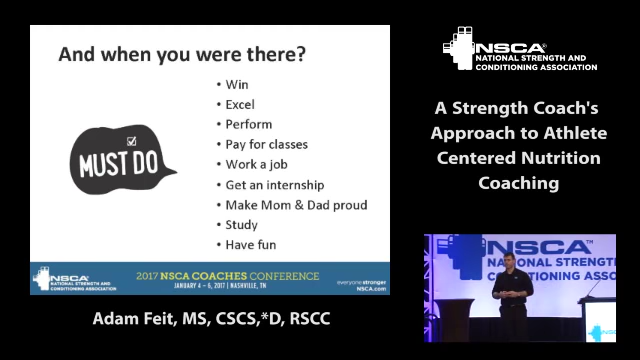 And when you were there?
MUST DO
• Win
• Excel
• Perform
• Pay for classes
• Work a job
• Get an internship
• Make Mom & Dad proud
• Study
• Have fun
NSCA
NATIONAL STRENGTH AND
CONDITIONING ASSOCIATION
2017 NSCA COACHES CONFERENCE
JANUARY 4 – 6, 2017 | NASHVILLE, TN
everyone stronger
NSCA.com
Adam Feit, MS, CSCS,*D, RSCC
NSCA
NATIONAL STRENGTH AND
CONDITIONING ASSOCIATION
A Strength Coach's
Approach to Athlete
Centered Nutrition
Coaching
NSCA
NATIONAL STRENGTH
CONDITIONING ASSOC